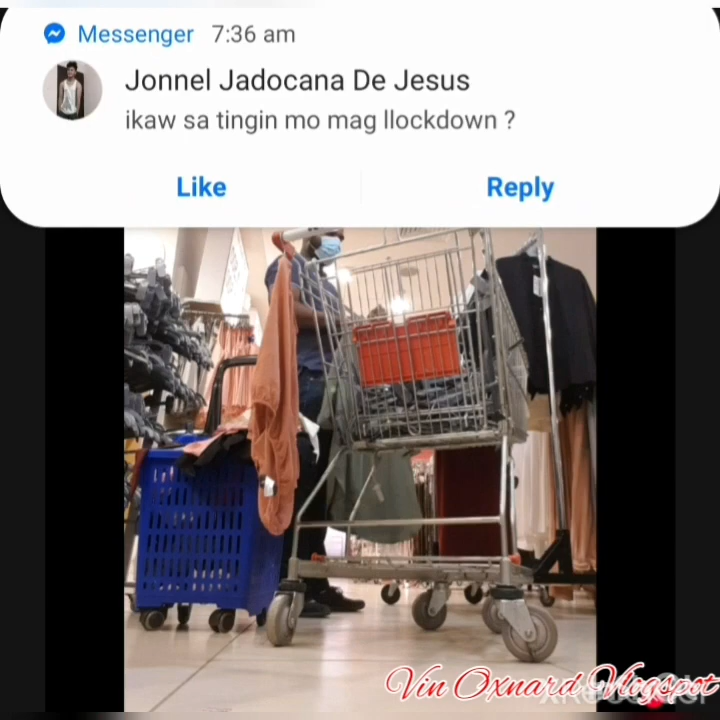 Messenger 7:36 am
Jonnel Jadocana De Jesus
ikaw sa tingin mo mag llockdown ?
Like Reply
Vin Oxnard Vlogspot